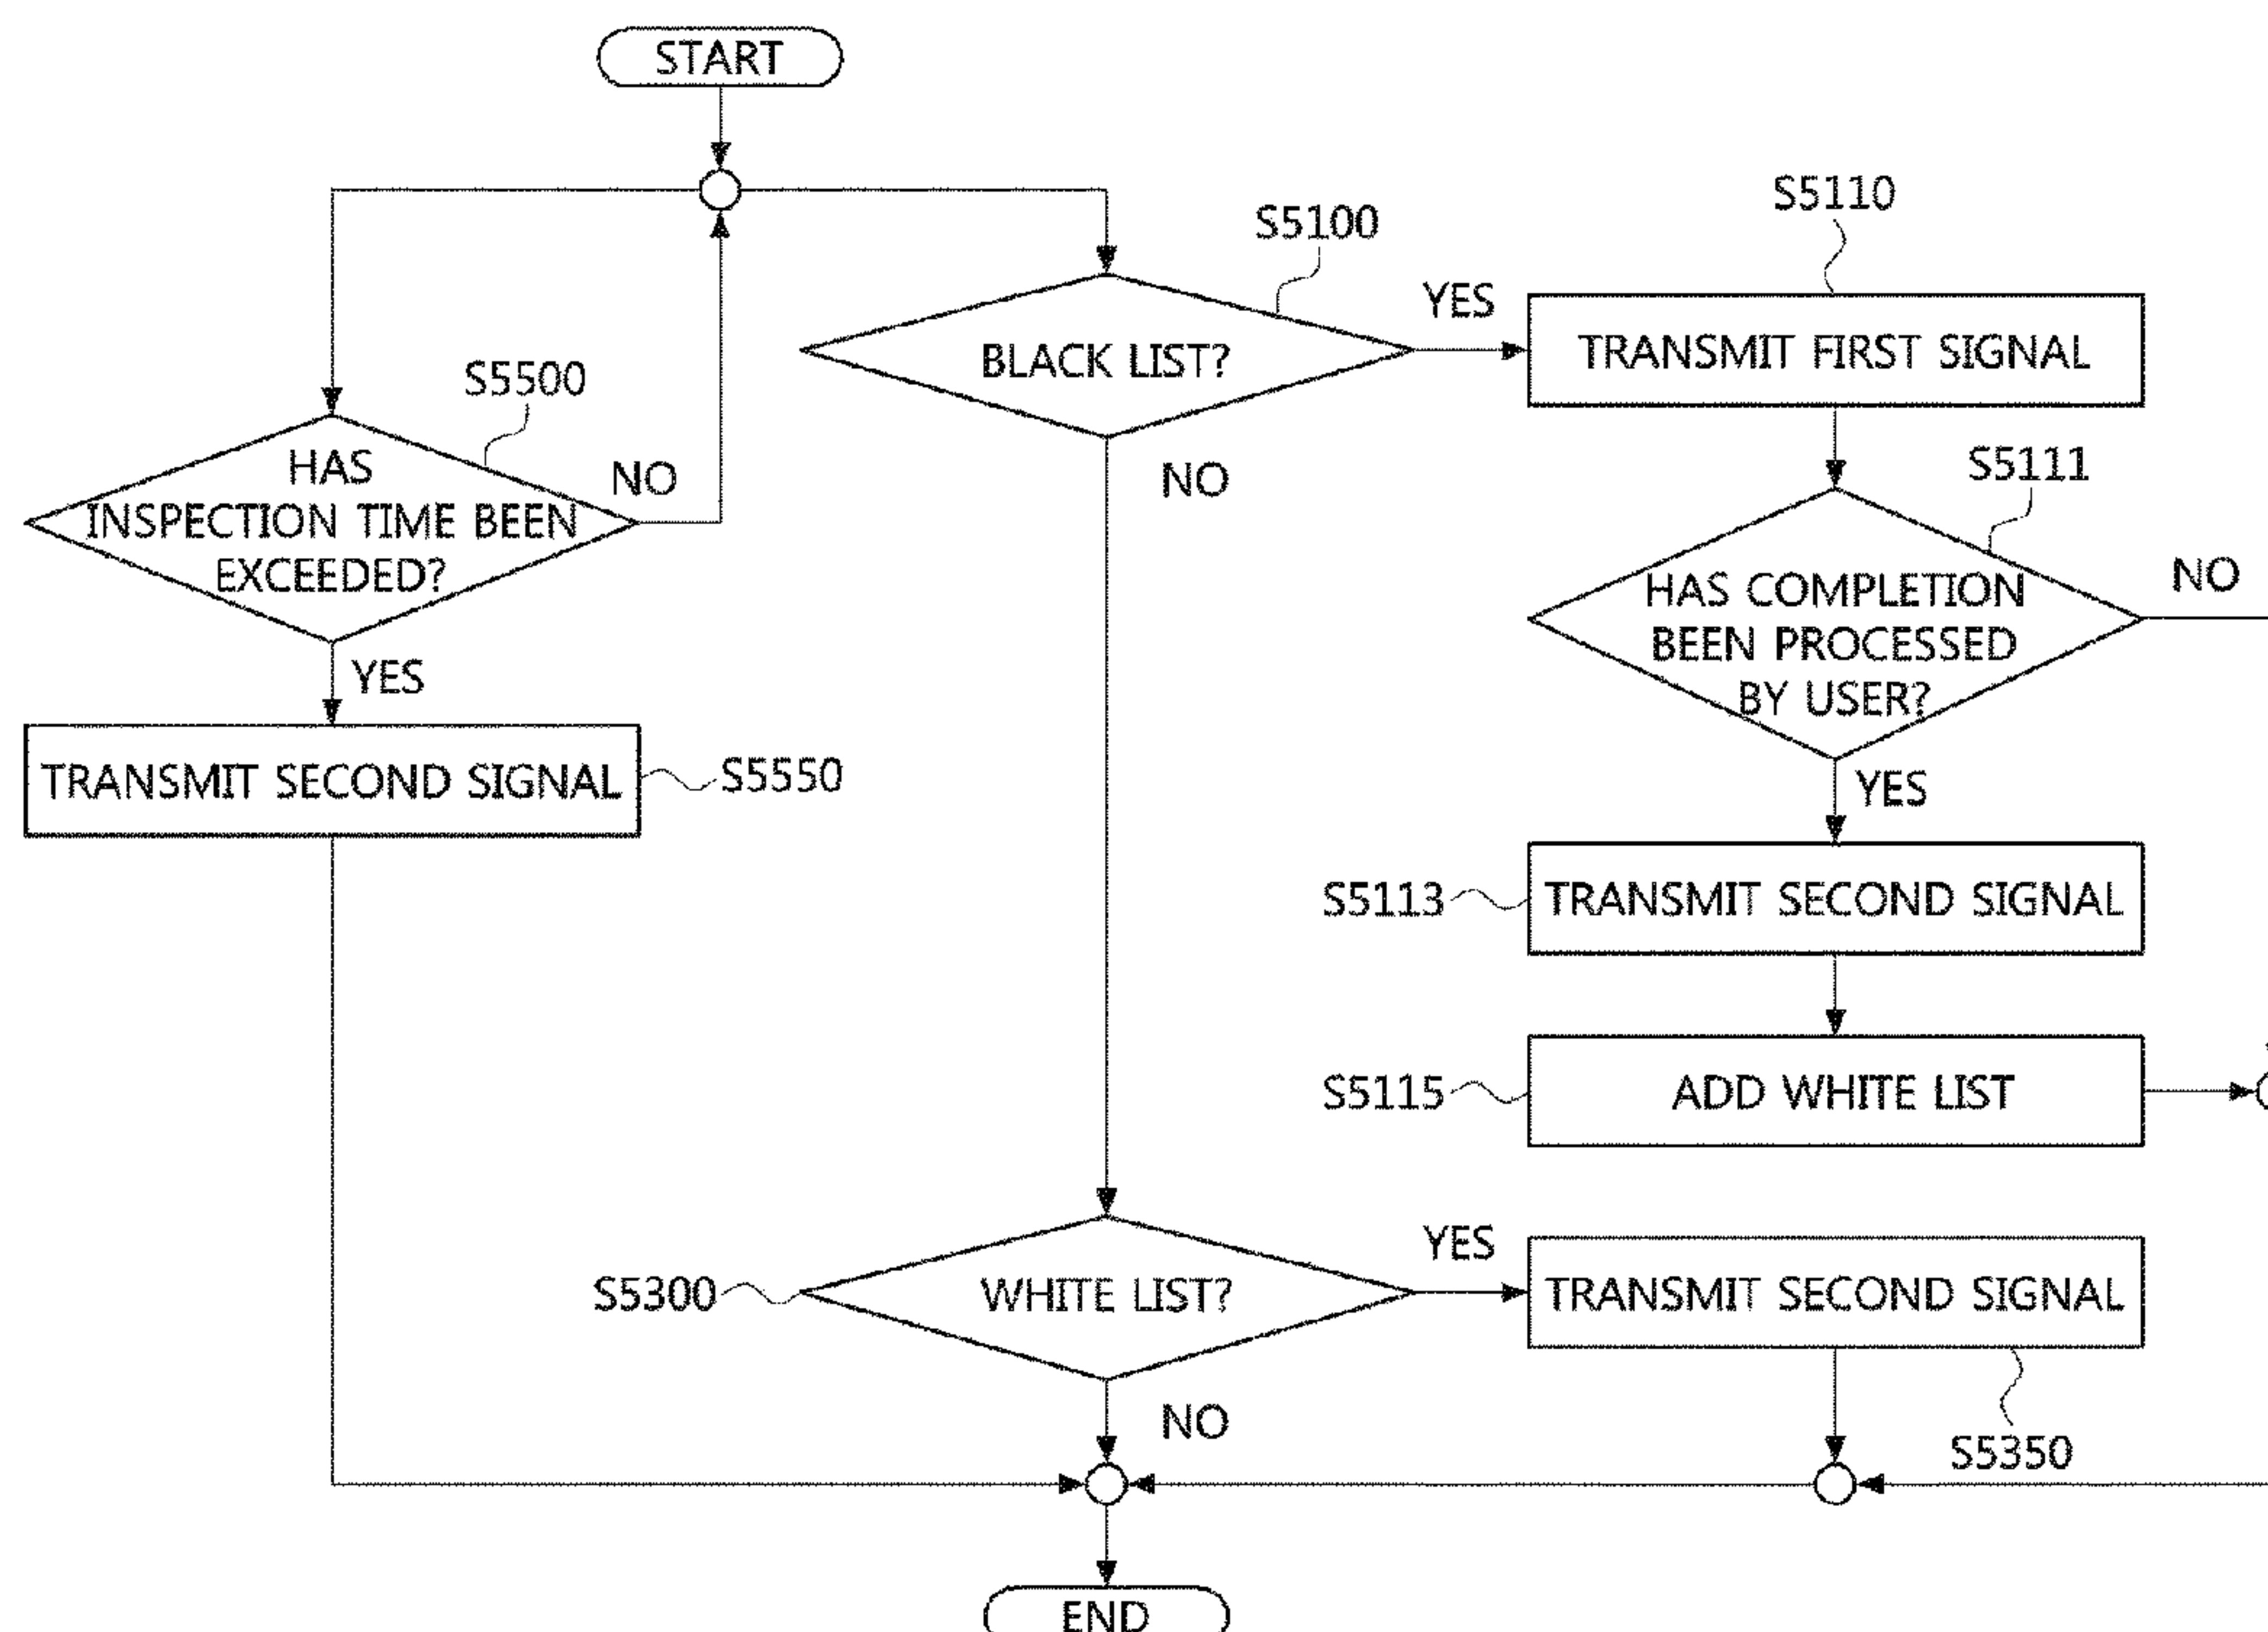 START
S5110
S5100
YES
BLACK LIST?
TRANSMIT FIRST SIGNAL
S5500
HAS
INSPECTION TIME BEEN
EXCEEDED?
NO
NO
S5111
HAS COMPLETION
BEEN PROCESSED
BY USER?
NO
YES
YES
TRANSMIT SECOND SIGNAL
S5550
S5113
TRANSMIT SECOND SIGNAL
S5115
ADD WHITE LIST
YES
S5300
WHITE LIST?
TRANSMIT SECOND SIGNAL
NO
S5350
END